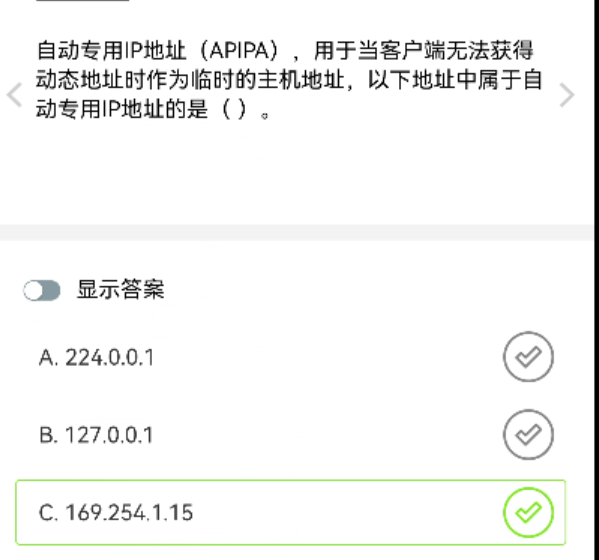 自动专用IP地址（APIPA），用于当客户端无法获得
动态地址时作为临时的主机地址，以下地址中属于自
动专用IP地址的是（ ）。
显示答案
A. 224.0.0.1
B. 127.0.0.1
C. 169.254.1.15